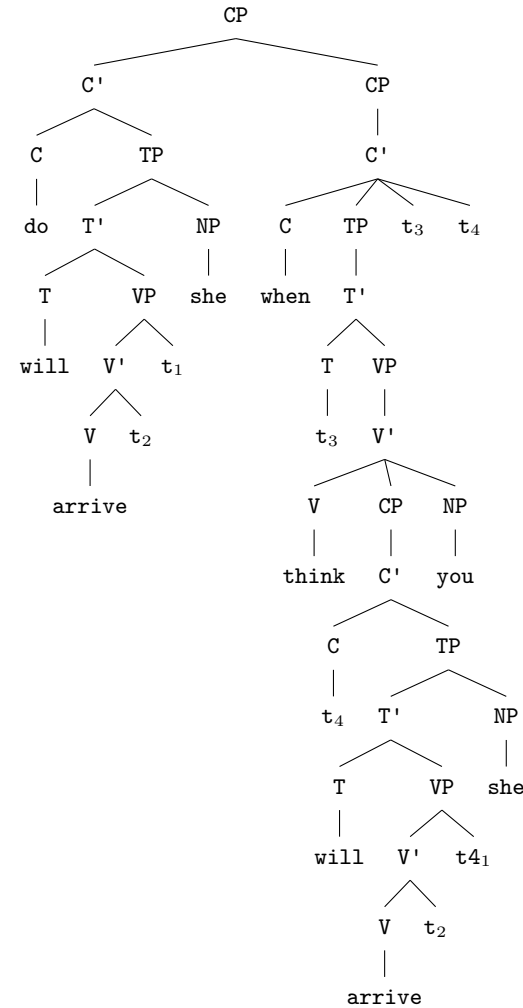 CP
C' CP
C TP C'
do T' NP C TP t₃ t₄
T VP she when T'
will V' t₁ T VP
V t₂ t₃ V'
arrive V CP NP
think C' you
C TP
t₄ T' NP
T VP she
will V' t4₁
V t₂
arrive